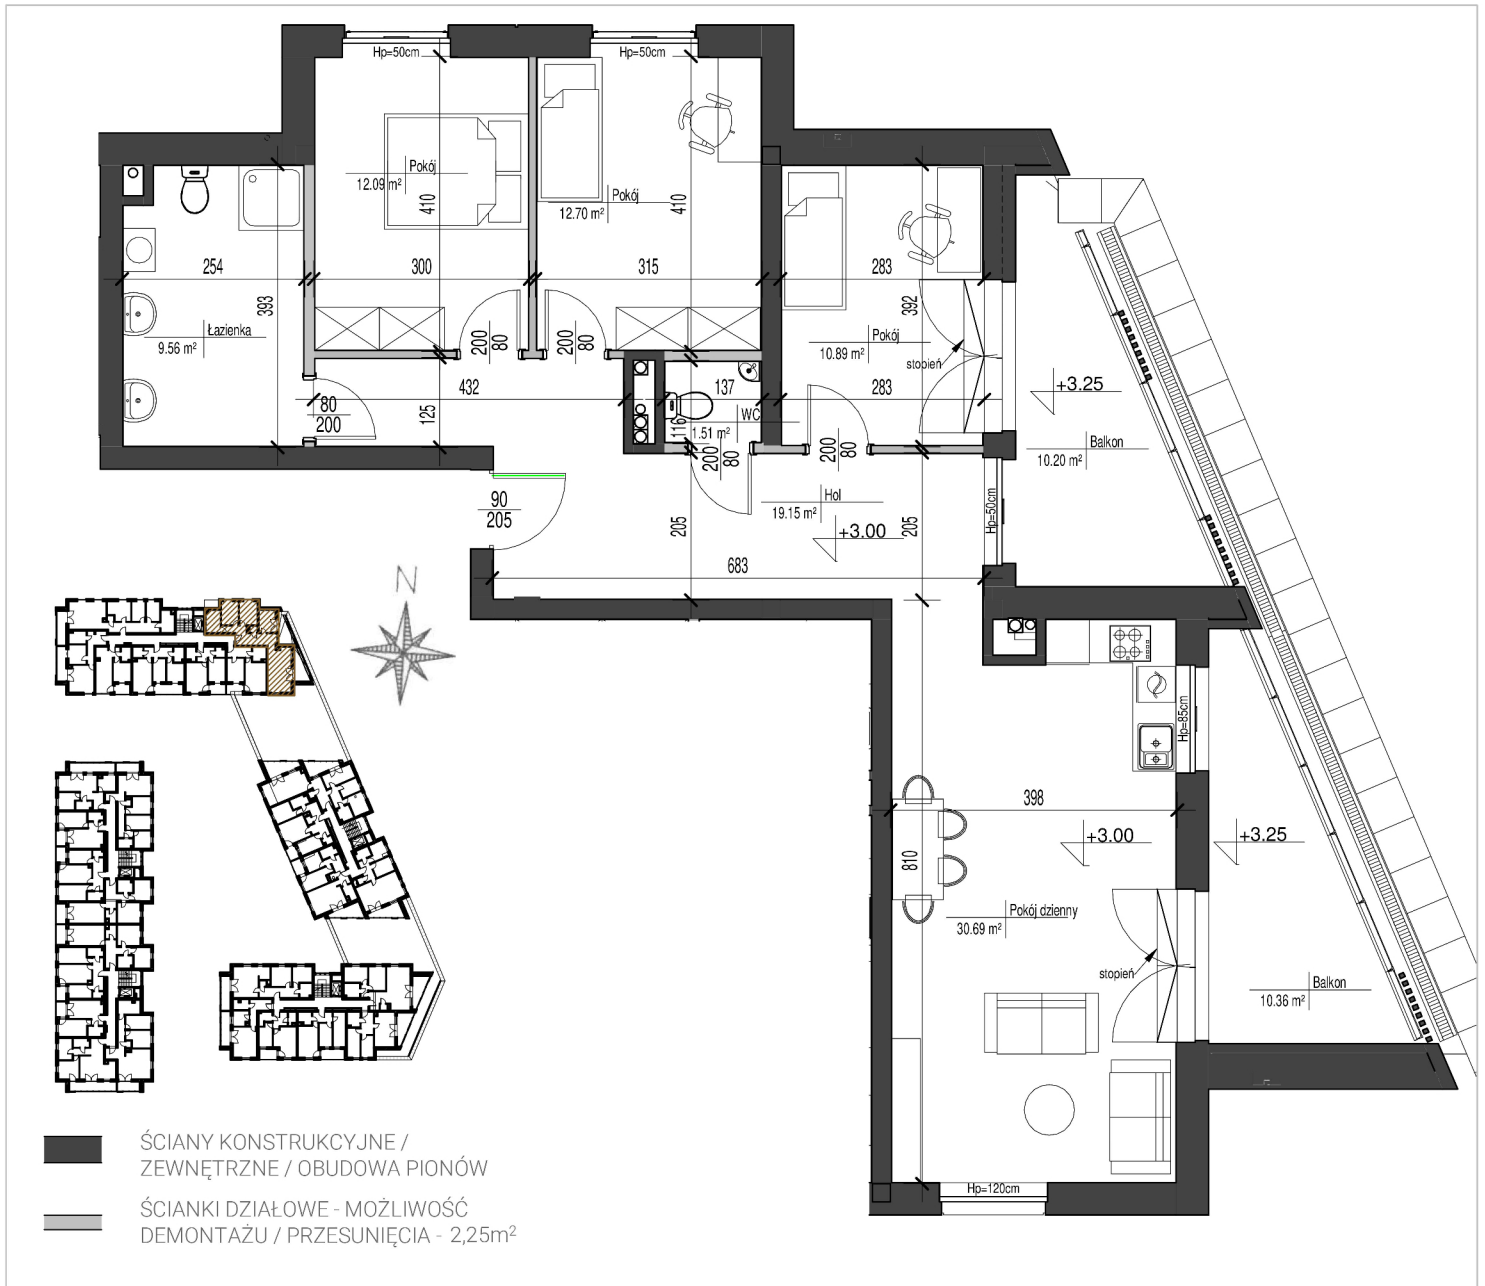 Hp=50cm
Hp=50cm
Pokój
12.09 m²
410
Pokój
12.70 m²
410
254
300
315
283
393
392
Łazienka
9.56 m²
Pokój
10.89 m²
stopień
200
80
200
80
432
137
283
+3.25
80
200
125
116
WC
1.51 m²
200
80
200
80
Balkon
10.20 m²
90
205
Hol
19.15 m²
Hp=50cm
205
+3.00
205
683
N
Hp=85cm
398
+3.00
+3.25
810
Pokój dzienny
30.69 m²
stopień
Balkon
10.36 m²
ŚCIANY KONSTRUKCYJNE /
ZEWNĘTRZNE / OBUDOWA PIONÓW
Hp=120cm
ŚCIANKI DZIAŁOWE - MOŻLIWOŚĆ
DEMONTAŻU / PRZESUNIĘCIA - 2,25m²